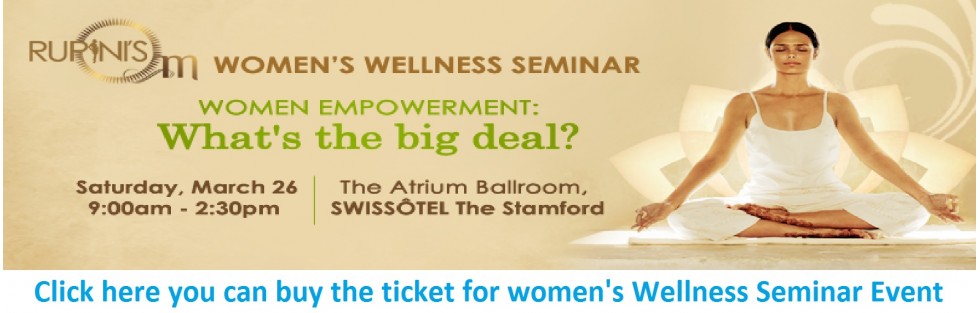 RUPINI'S Om
WOMEN'S WELLNESS SEMINAR
WOMEN EMPOWERMENT:
What's the big deal?
Saturday, March 26
9:00am - 2:30pm
The Atrium Ballroom,
SWISSÔTEL The Stamford
Click here you can buy the ticket for women's Wellness Seminar Event